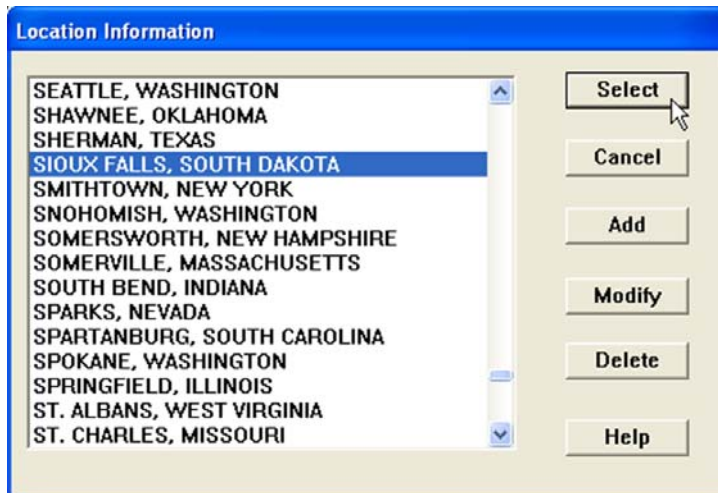 Location Information
SEATTLE, WASHINGTON
SHAWNEE, OKLAHOMA
SHERMAN, TEXAS
SIOUX FALLS, SOUTH DAKOTA
SMITHTOWN, NEW YORK
SNOHOMISH, WASHINGTON
SOMERSWORTH, NEW HAMPSHIRE
SOMERVILLE, MASSACHUSETTS
SOUTH BEND, INDIANA
SPARKS, NEVADA
SPARTANBURG, SOUTH CAROLINA
SPOKANE, WASHINGTON
SPRINGFIELD, ILLINOIS
ST. ALBANS, WEST VIRGINIA
ST. CHARLES, MISSOURI
Select
Cancel
Add
Modify
Delete
Help